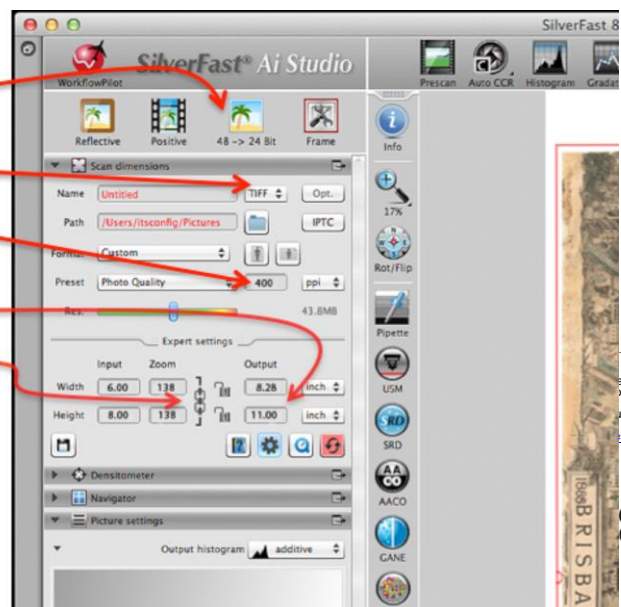 SilverFast 8
SilverFast® Ai Studio
WorkflowPilot
Prescan Auto CCR Histogram Gradat
Reflective Positive 48 -> 24 Bit Frame
Info
Scan dimensions
Name Untitled TIFF Opt.
17%
Path /Users/itsconfig/Pictures IPTC
Format Custom
Rot/Flip
Preset Photo Quality 400 ppi
Res. 43.8MB
Pipette
Expert settings
Input Zoom Output
Width 6.00 138 8.28 inch
USM
Height 8.00 138 11.00 inch
SRD
SRD
Densitometer
AACO
Navigator
Picture settings
Output histogram additive
GANE
1888 BRISBA